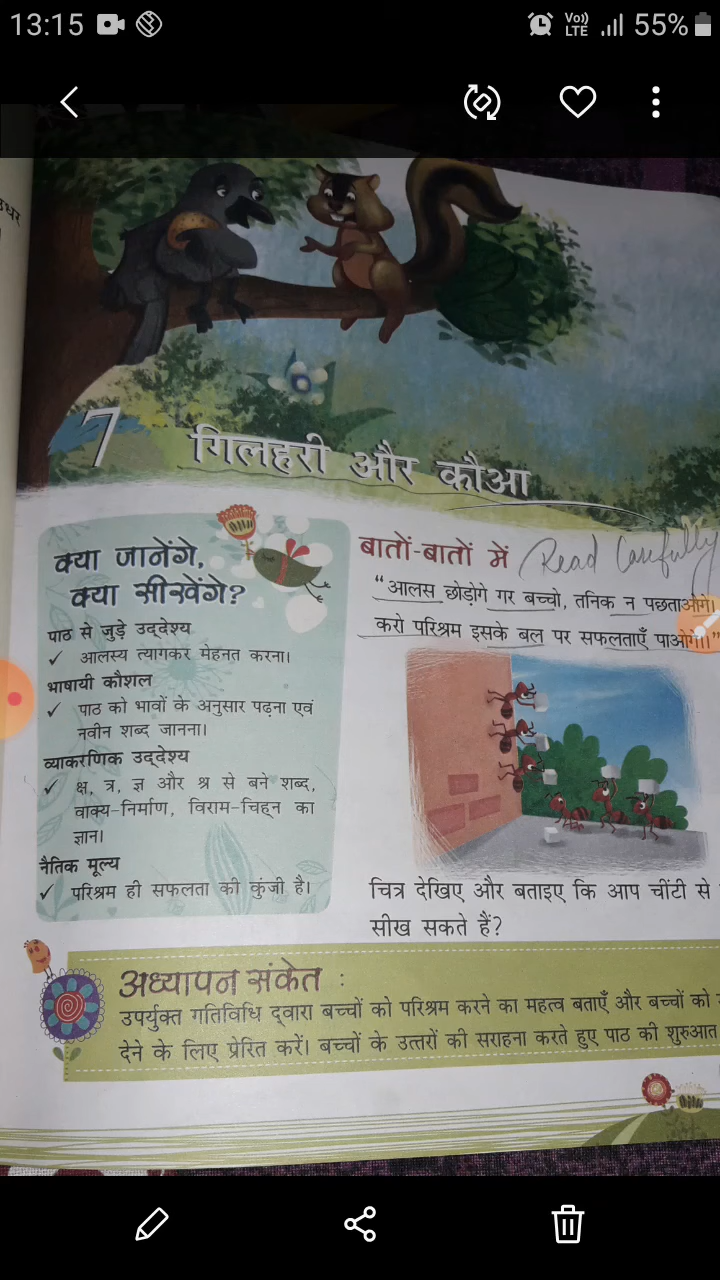 13:15
Vo)) LTE 55%
7 गिलहरी और कौआ
क्या जानेंगे,
क्या सीखेंगे?
पाठ से जुड़े उद्देश्य
✓ आलस्य त्यागकर मेहनत करना।
भाषायी कौशल
✓ पाठ को भावों के अनुसार पढ़ना एवं
नवीन शब्द जानना।
व्याकरणिक उद्देश्य
✓ क्ष, त्र, ज्ञ और श्र से बने शब्द,
वाक्य-निर्माण, विराम-चिह्न का
ज्ञान।
नैतिक मूल्य
✓ परिश्रम ही सफलता की कुंजी है।
बातों-बातों में Read Carefully
“आलस छोड़ोगे गर बच्चो, तनिक न पछताओगे।
करो परिश्रम इसके बल पर सफलताएँ पाओगे।”
चित्र देखिए और बताइए कि आप चींटी से
सीख सकते हैं?
अध्यापन संकेत :
उपर्युक्त गतिविधि द्वारा बच्चों को परिश्रम करने का महत्व बताएँ और बच्चों को
देने के लिए प्रेरित करें। बच्चों के उत्तरों की सराहना करते हुए पाठ की शुरुआत